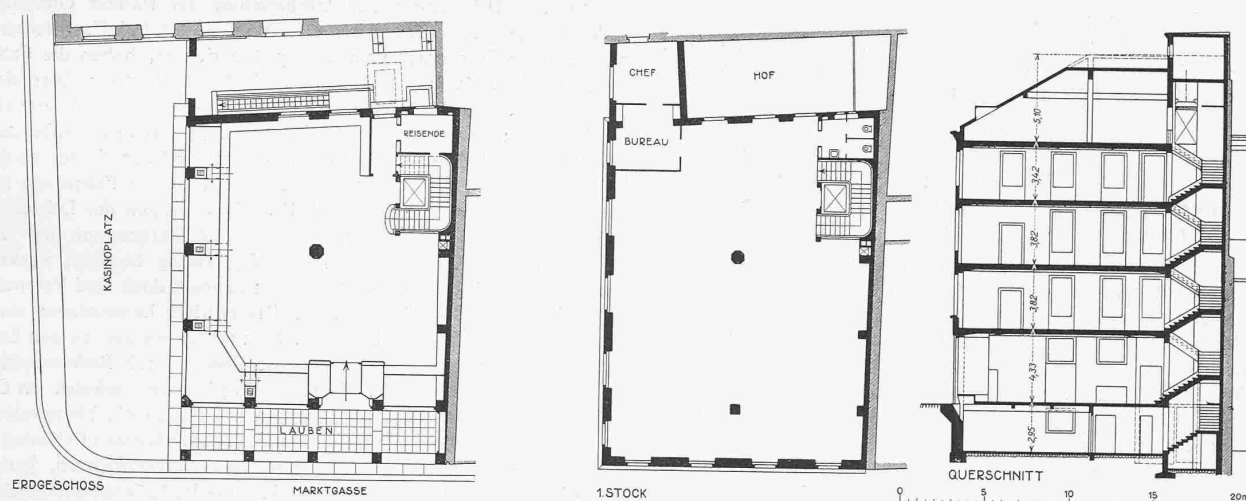 KASINOPLATZ
REISENDE
LAUBEN
ERDGESCHOSS
MARKTGASSE
CHEF
HOF
BUREAU
1.STOCK
5,10
3,42
3,82
3,82
4,33
2,95
QUERSCHNITT
0 5 10 15 20m